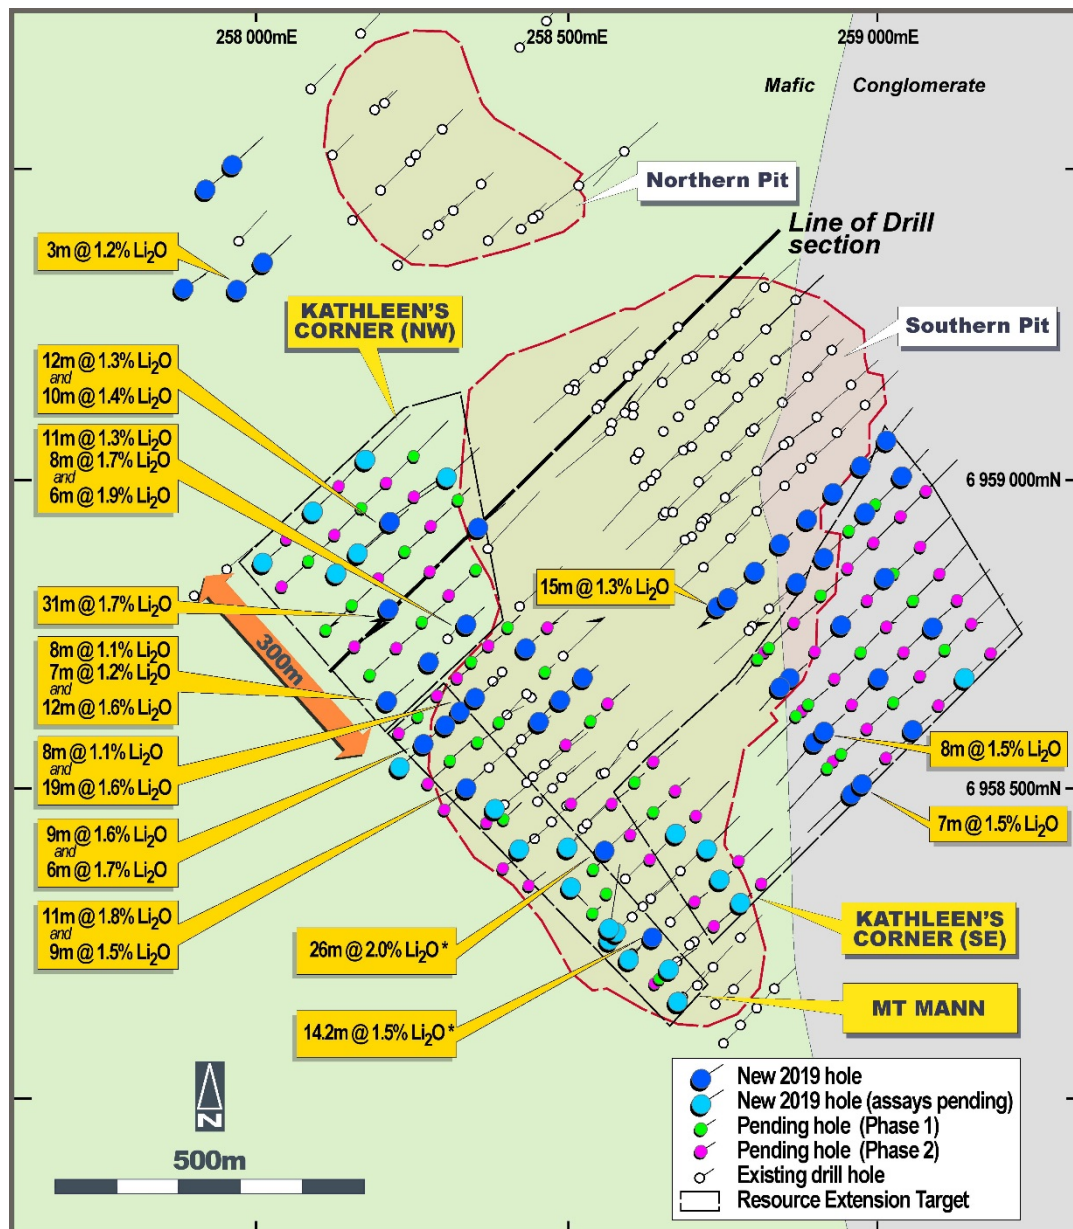 258 000mE
258 500mE
259 000mE
Mafic
Conglomerate
Northern Pit
Line of Drill
section
3m @ 1.2% Li2O
KATHLEEN'S
CORNER (NW)
Southern Pit
12m @ 1.3% Li2O
and
10m @ 1.4% Li2O
11m @ 1.3% Li2O
8m @ 1.7% Li2O
and
6m @ 1.9% Li2O
6 959 000mN
15m @ 1.3% Li2O
31m @ 1.7% Li2O
300m
8m @ 1.1% Li2O
7m @ 1.2% Li2O
and
12m @ 1.6% Li2O
8m @ 1.1% Li2O
and
19m @ 1.6% Li2O
8m @ 1.5% Li2O
6 958 500mN
7m @ 1.5% Li2O
9m @ 1.6% Li2O
and
6m @ 1.7% Li2O
11m @ 1.8% Li2O
and
9m @ 1.5% Li2O
26m @ 2.0% Li2O *
KATHLEEN'S
CORNER (SE)
MT MANN
14.2m @ 1.5% Li2O *
N
500m
New 2019 hole
New 2019 hole (assays pending)
Pending hole (Phase 1)
Pending hole (Phase 2)
Existing drill hole
Resource Extension Target